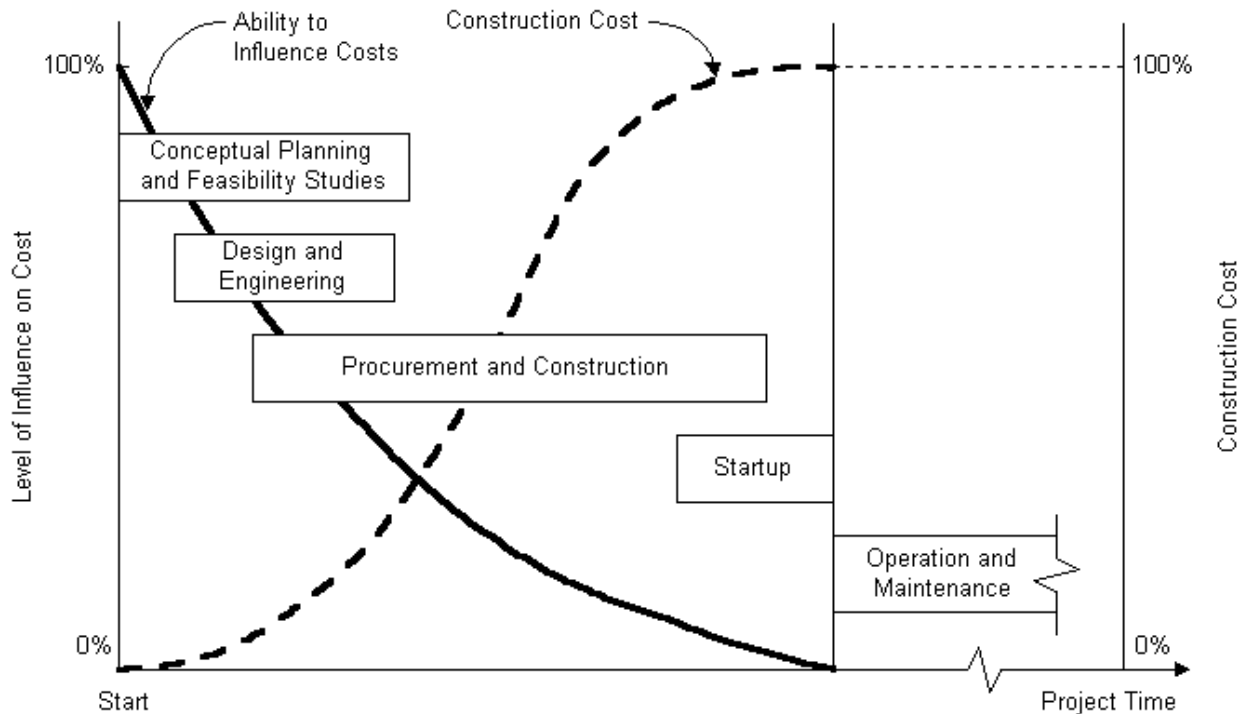 Ability to
Influence Costs
Construction Cost
100%
100%
Conceptual Planning
and Feasibility Studies
Design and
Engineering
Level of Influence on Cost
Construction Cost
Procurement and Construction
Startup
Operation and
Maintenance
0%
0%
Start
Project Time